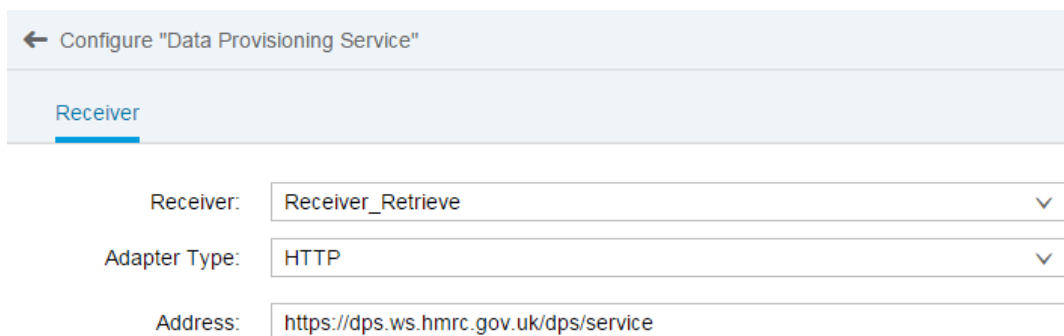 Configure "Data Provisioning Service"
Receiver
Receiver: Receiver_Retrieve
Adapter Type: HTTP
Address: https://dps.ws.hmrc.gov.uk/dps/service